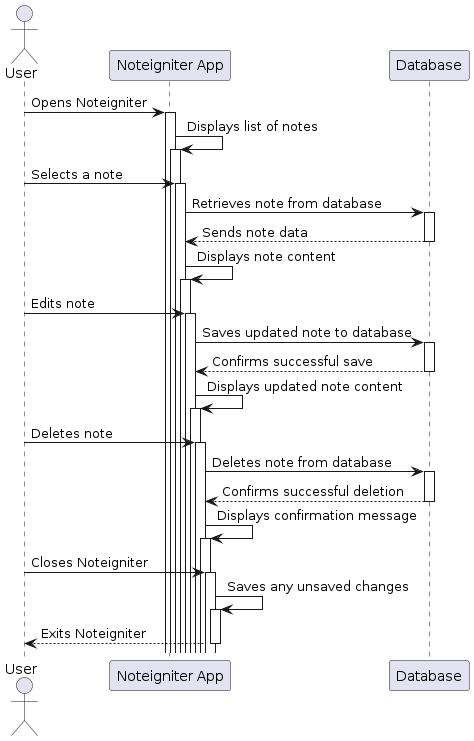 User
Noteigniter App
Database
Opens Noteigniter
Displays list of notes
Selects a note
Retrieves note from database
Sends note data
Displays note content
Edits note
Saves updated note to database
Confirms successful save
Displays updated note content
Deletes note
Deletes note from database
Confirms successful deletion
Displays confirmation message
Closes Noteigniter
Saves any unsaved changes
Exits Noteigniter
User
Noteigniter App
Database